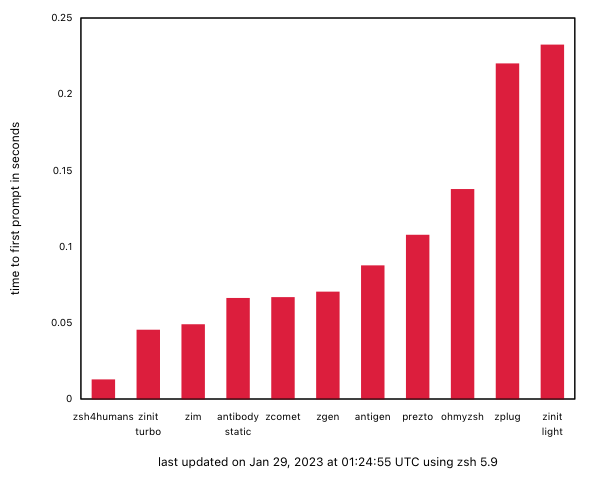 0.25
0.2
0.15
0.1
0.05
0
time to first prompt in seconds
zsh4humans zinit zim antibody zcomet zgen antigen prezto ohmyzsh zplug zinit
turbo static light
last updated on Jan 29, 2023 at 01:24:55 UTC using zsh 5.9